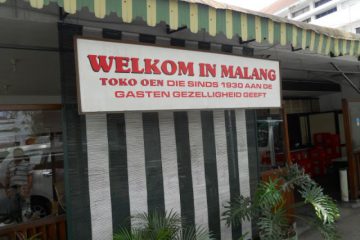 WELKOM IN MALANG
TOKO OEN DIE SINDS 1930 AAN DE
GASTEN GEZELLIGHEID GEEFT